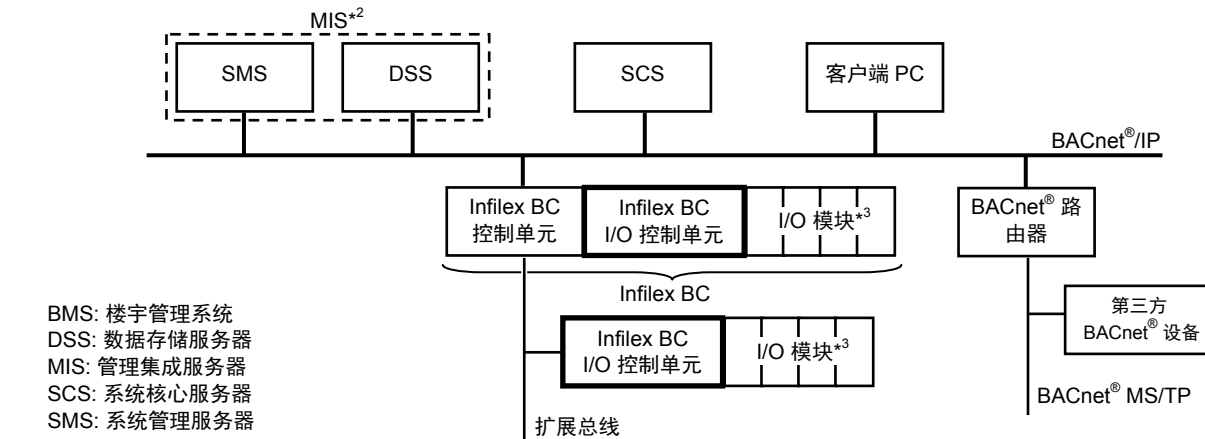 MIS*2
SMS
DSS
SCS
客户端 PC
BACnet®/IP
Infilex BC
控制单元
Infilex BC
I/O 控制单元
I/O 模块*3
BACnet® 路
由器
Infilex BC
Infilex BC
I/O 控制单元
I/O 模块*3
第三方
BACnet® 设备
BACnet® MS/TP
扩展总线
BMS: 楼宇管理系统
DSS: 数据存储服务器
MIS: 管理集成服务器
SCS: 系统核心服务器
SMS: 系统管理服务器